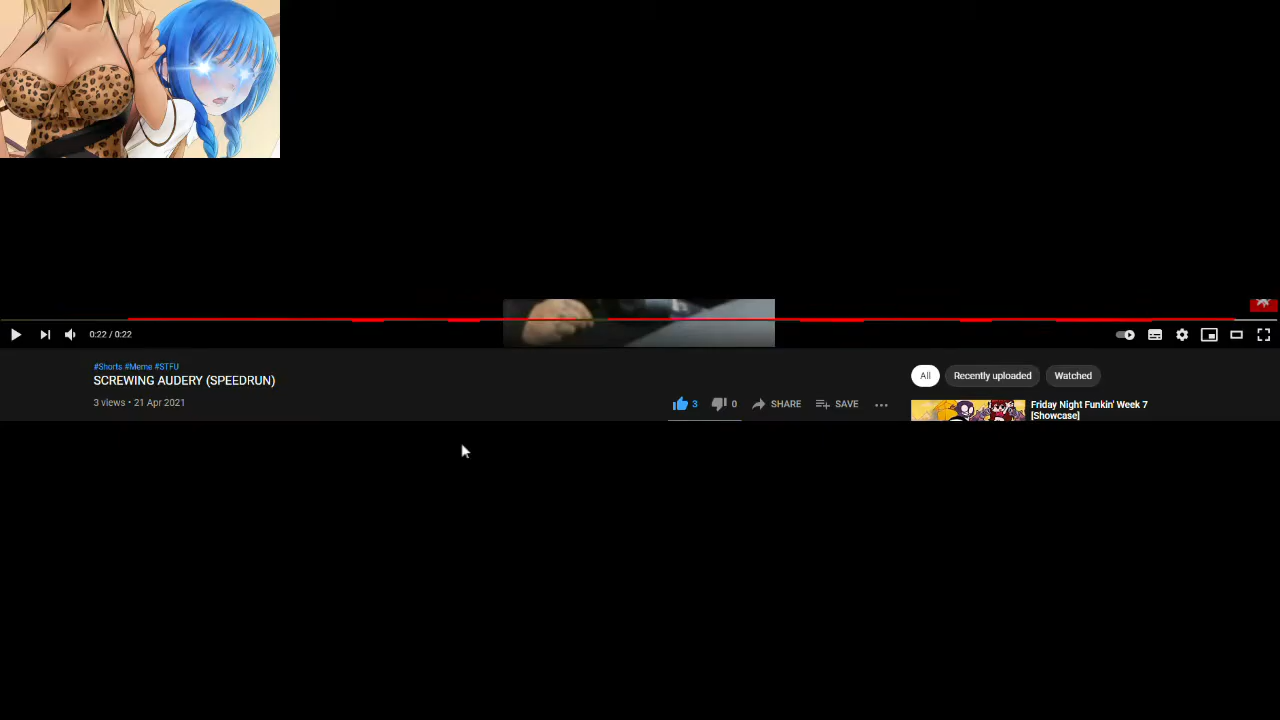 0:22 / 0:22
#Shorts #Meme #STFU
SCREWING AUDERY (SPEEDRUN)
3 views • 21 Apr 2021
3
0
SHARE
SAVE
All
Recently uploaded
Watched
Friday Night Funkin' Week 7
[Showcase]